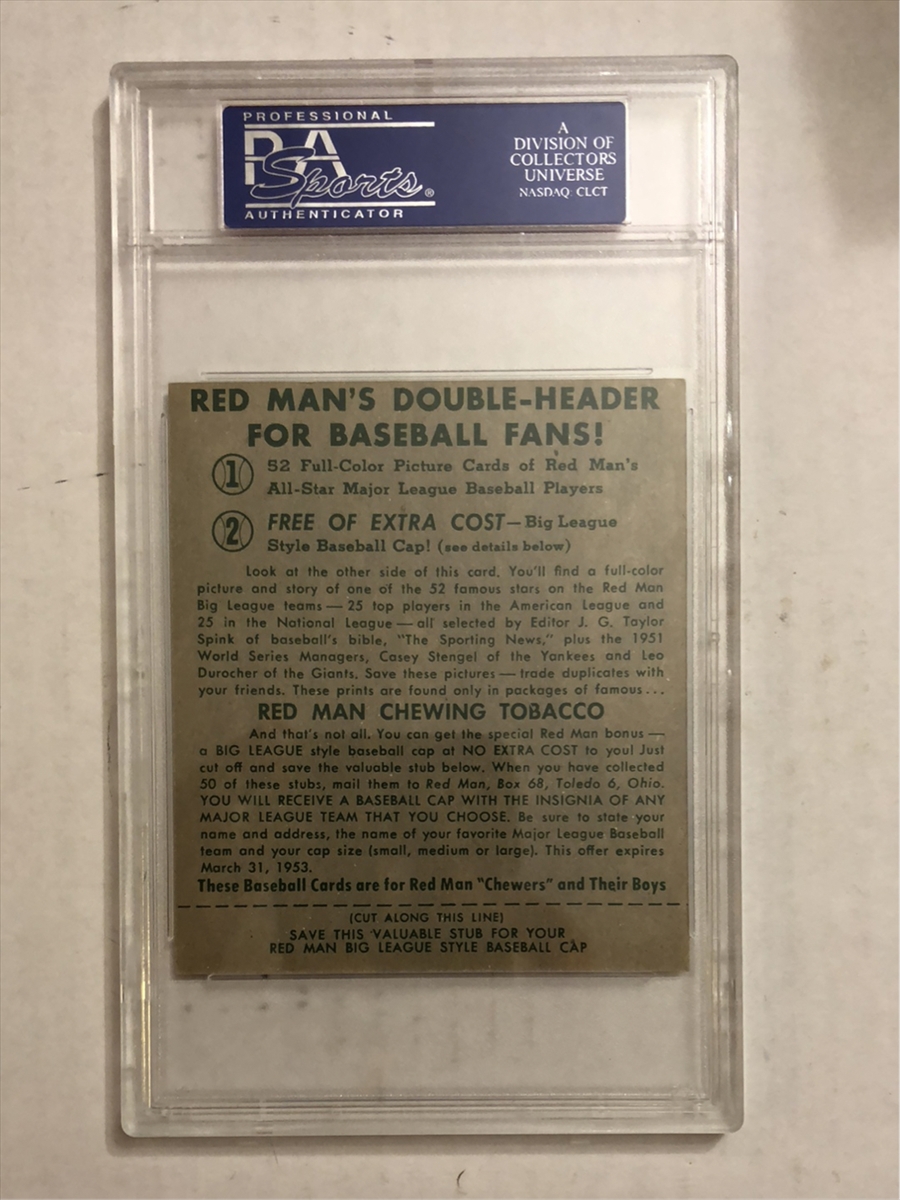 PROFESSIONAL
PSA
Sports®
AUTHENTICATOR
A
DIVISION OF
COLLECTORS
UNIVERSE
NASDAQ: CLCT
RED MAN'S DOUBLE-HEADER
FOR BASEBALL FANS!
1 52 Full-Color Picture Cards of Red Man's
All-Star Major League Baseball Players
2 FREE OF EXTRA COST—Big League
Style Baseball Cap! (see details below)
Look at the other side of this card. You'll find a full-color
picture and story of one of the 52 famous stars on the Red Man
Big League teams — 25 top players in the American League and
25 in the National League — all selected by Editor J. G. Taylor
Spink of baseball's bible, "The Sporting News," plus the 1951
World Series Managers, Casey Stengel of the Yankees and Leo
Durocher of the Giants. Save these pictures — trade duplicates with
your friends. These prints are found only in packages of famous...
RED MAN CHEWING TOBACCO
And that's not all. You can get the special Red Man bonus —
a BIG LEAGUE style baseball cap at NO EXTRA COST to you! Just
cut off and save the valuable stub below. When you have collected
50 of these stubs, mail them to Red Man, Box 68, Toledo 6, Ohio.
YOU WILL RECEIVE A BASEBALL CAP WITH THE INSIGNIA OF ANY
MAJOR LEAGUE TEAM THAT YOU CHOOSE. Be sure to state your
name and address, the name of your favorite Major League Baseball
team and your cap size (small, medium or large). This offer expires
March 31, 1953.
These Baseball Cards are for Red Man "Chewers" and Their Boys
(CUT ALONG THIS LINE)
SAVE THIS VALUABLE STUB FOR YOUR
RED MAN BIG LEAGUE STYLE BASEBALL CAP